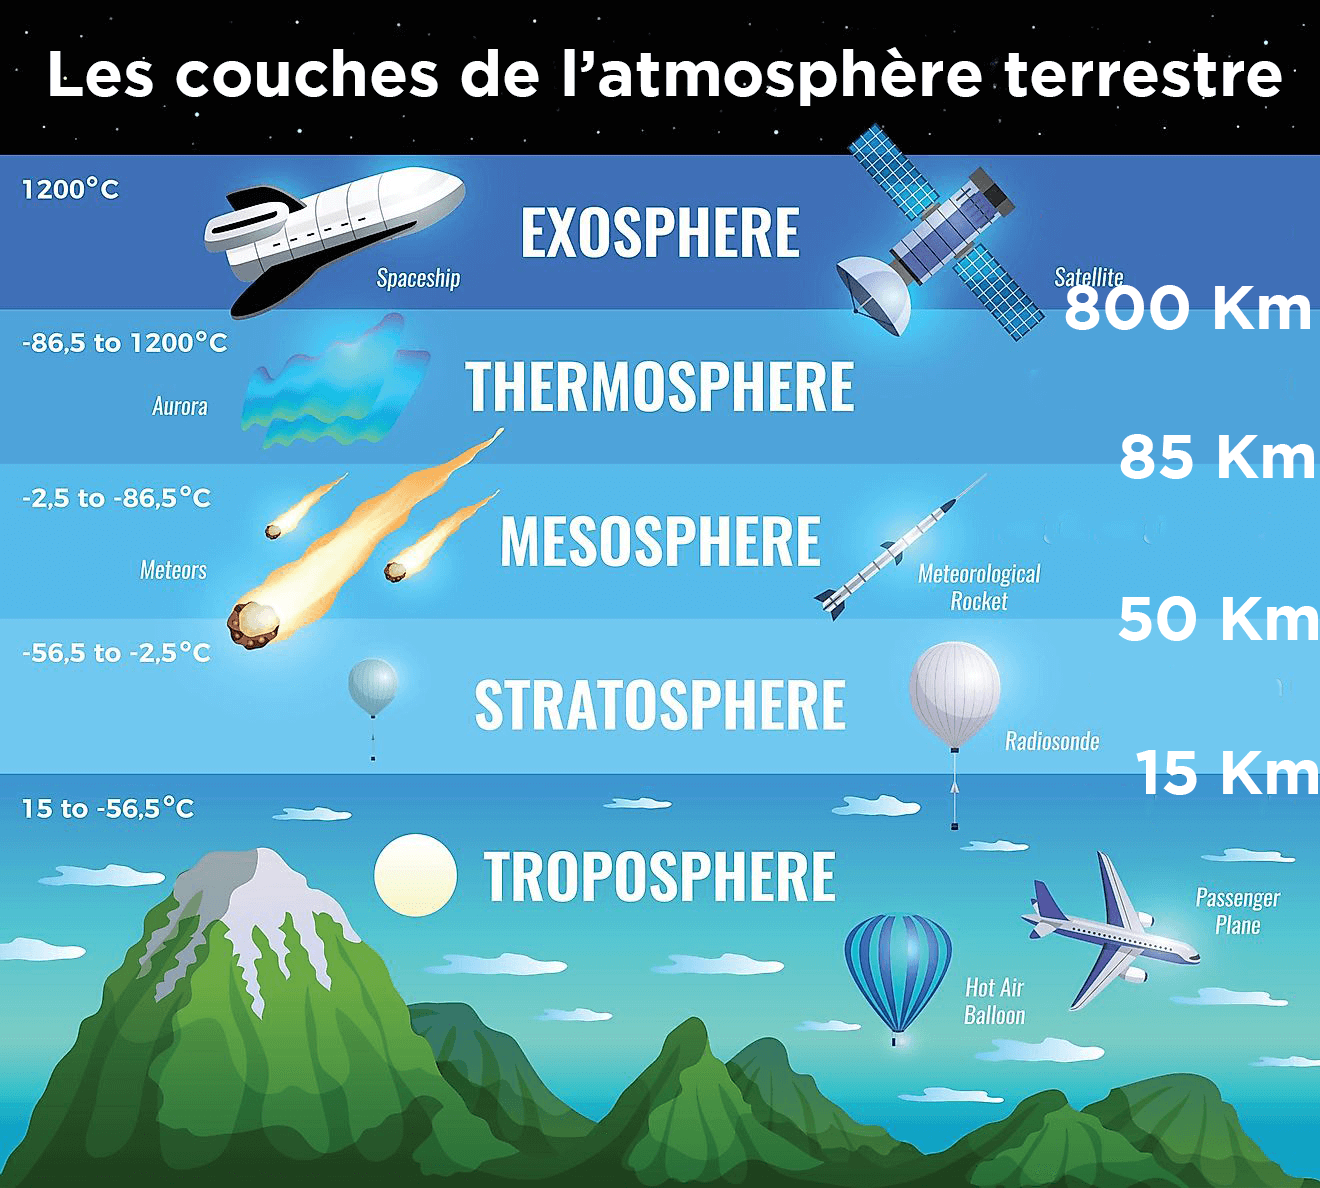 Les couches de l’atmosphère terrestre
1200°C
EXOSPHERE
Spaceship
Satellite
800 Km
-86,5 to 1200°C
THERMOSPHERE
Aurora
85 Km
-2,5 to -86,5°C
MESOSPHERE
Meteors
Meteorological
Rocket
50 Km
-56,5 to -2,5°C
STRATOSPHERE
Radiosonde
15 Km
15 to -56,5°C
TROPOSPHERE
Passenger
Plane
Hot Air
Balloon